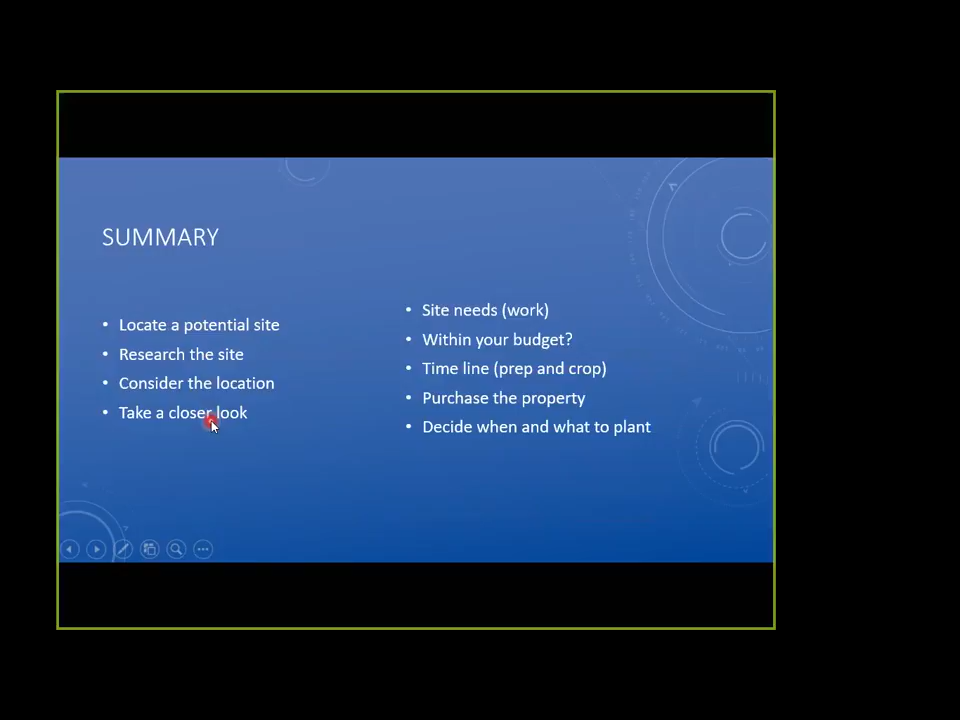 SUMMARY
• Locate a potential site
• Research the site
• Consider the location
• Take a closer look
• Site needs (work)
• Within your budget?
• Time line (prep and crop)
• Purchase the property
• Decide when and what to plant